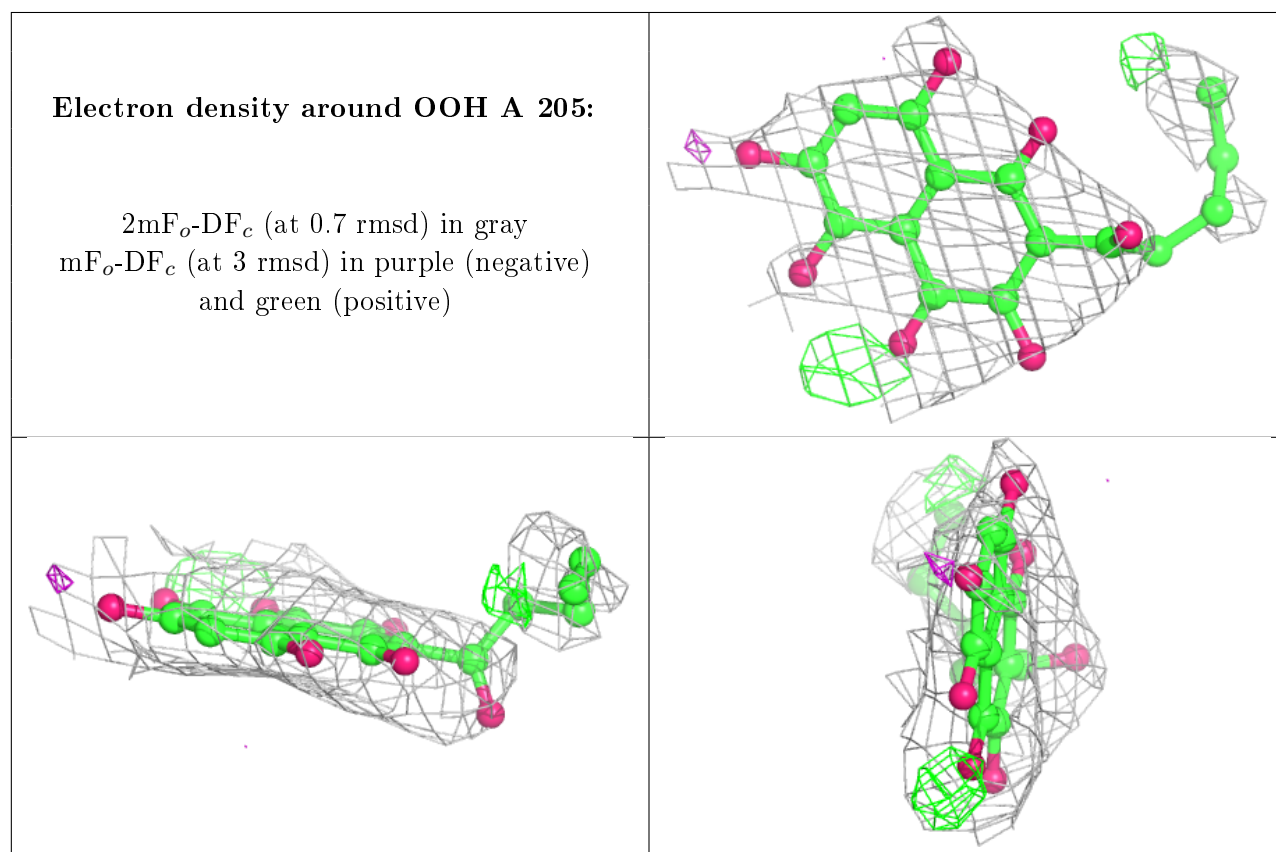 Electron density around OOH A 205:
2mFo-DFc (at 0.7 rmsd) in gray
mFo-DFc (at 3 rmsd) in purple (negative)
and green (positive)